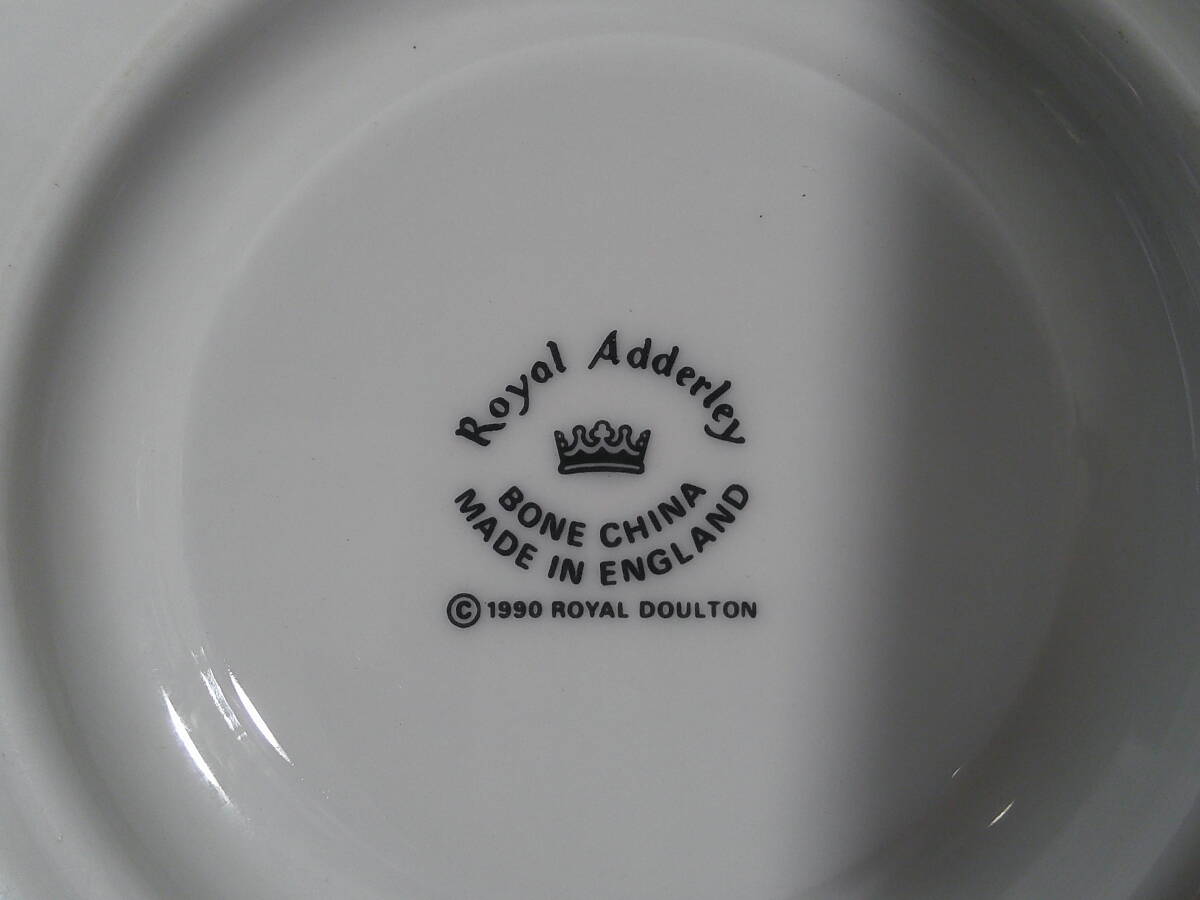 Royal Adderley
BONE CHINA
MADE IN ENGLAND
© 1990 ROYAL DOULTON